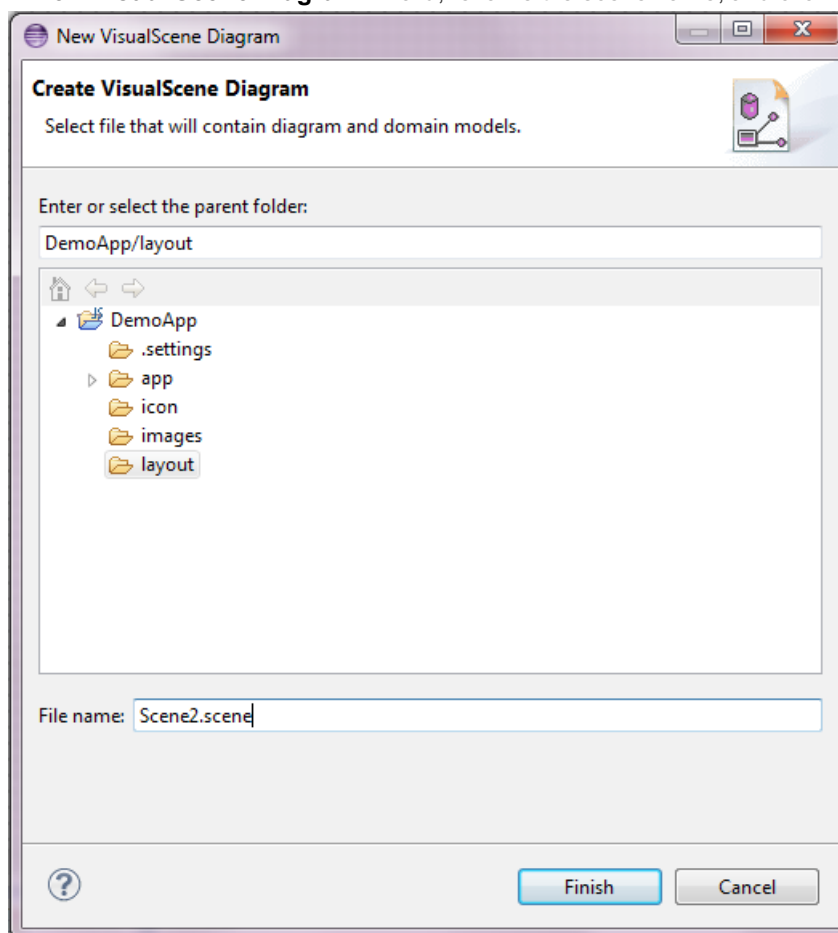 New VisualScene Diagram
Create VisualScene Diagram
Select file that will contain diagram and domain models.
Enter or select the parent folder:
DemoApp/layout
DemoApp
.settings
app
icon
images
layout
File name: Scene2.scene
Finish Cancel